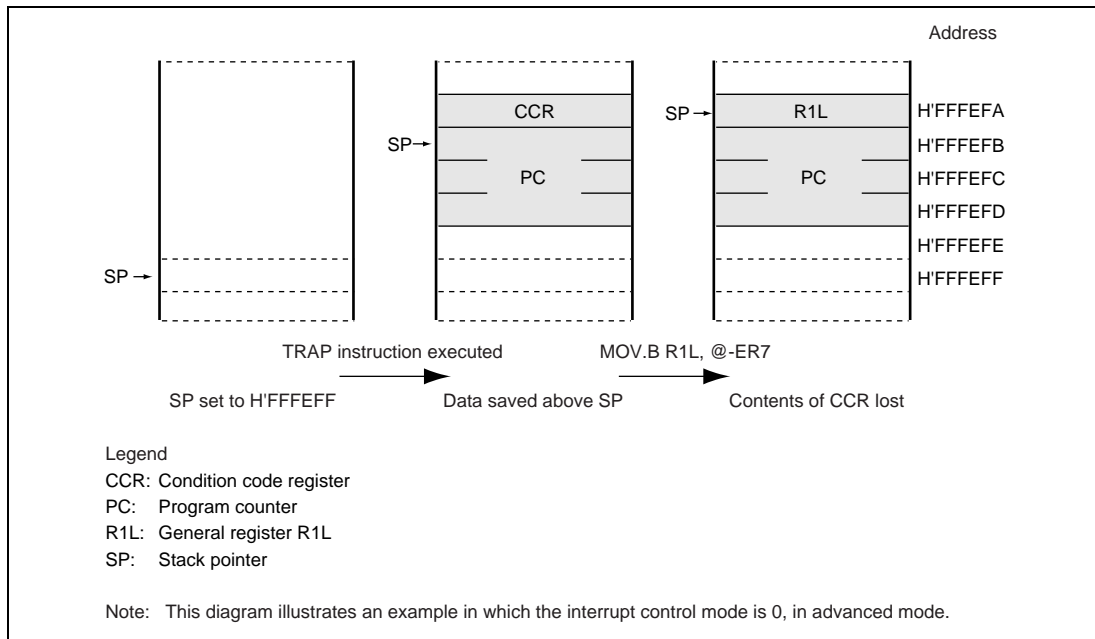 Address
CCR
SP
R1L
H'FFFEFA
SP
H'FFFEFB
PC
PC
H'FFFEFC
H'FFFEFD
H'FFFEFE
SP
H'FFFEFF
TRAP instruction executed
MOV.B R1L, @-ER7
SP set to H'FFFEFF
Data saved above SP
Contents of CCR lost
Legend
CCR: Condition code register
PC: Program counter
R1L: General register R1L
SP: Stack pointer
Note: This diagram illustrates an example in which the interrupt control mode is 0, in advanced mode.